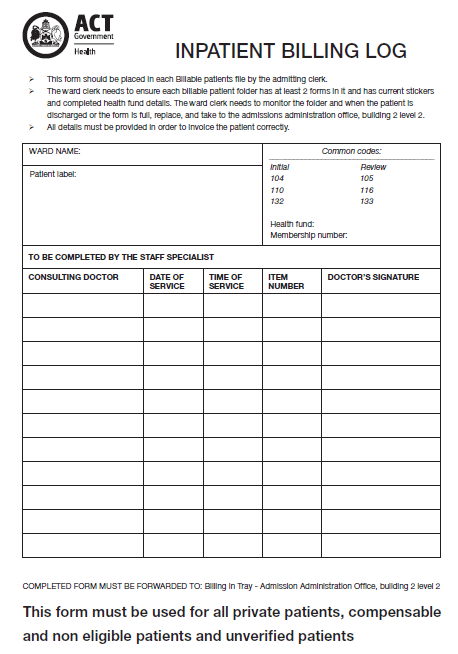 ACT
Government
Health
INPATIENT BILLING LOG
➢ This form should be placed in each Billable patients file by the admitting clerk.
➢ The ward clerk needs to ensure each billable patient folder has at least 2 forms in it and has current stickers
and completed health fund details. The ward clerk needs to monitor the folder and when the patient is
discharged or the form is full, replace, and take to the admissions administration office, building 2 level 2.
➢ All details must be provided in order to invoice the patient correctly.
WARD NAME:
Patient label:
Common codes:
Initial Review
104 105
110 116
132 133
Health fund:
Membership number:
TO BE COMPLETED BY THE STAFF SPECIALIST
CONSULTING DOCTOR DATE OF TIME OF ITEM DOCTOR'S SIGNATURE
SERVICE SERVICE NUMBER
COMPLETED FORM MUST BE FORWARDED TO: Billing in Tray - Admission Administration Office, building 2 level 2
This form must be used for all private patients, compensable
and non eligible patients and unverified patients